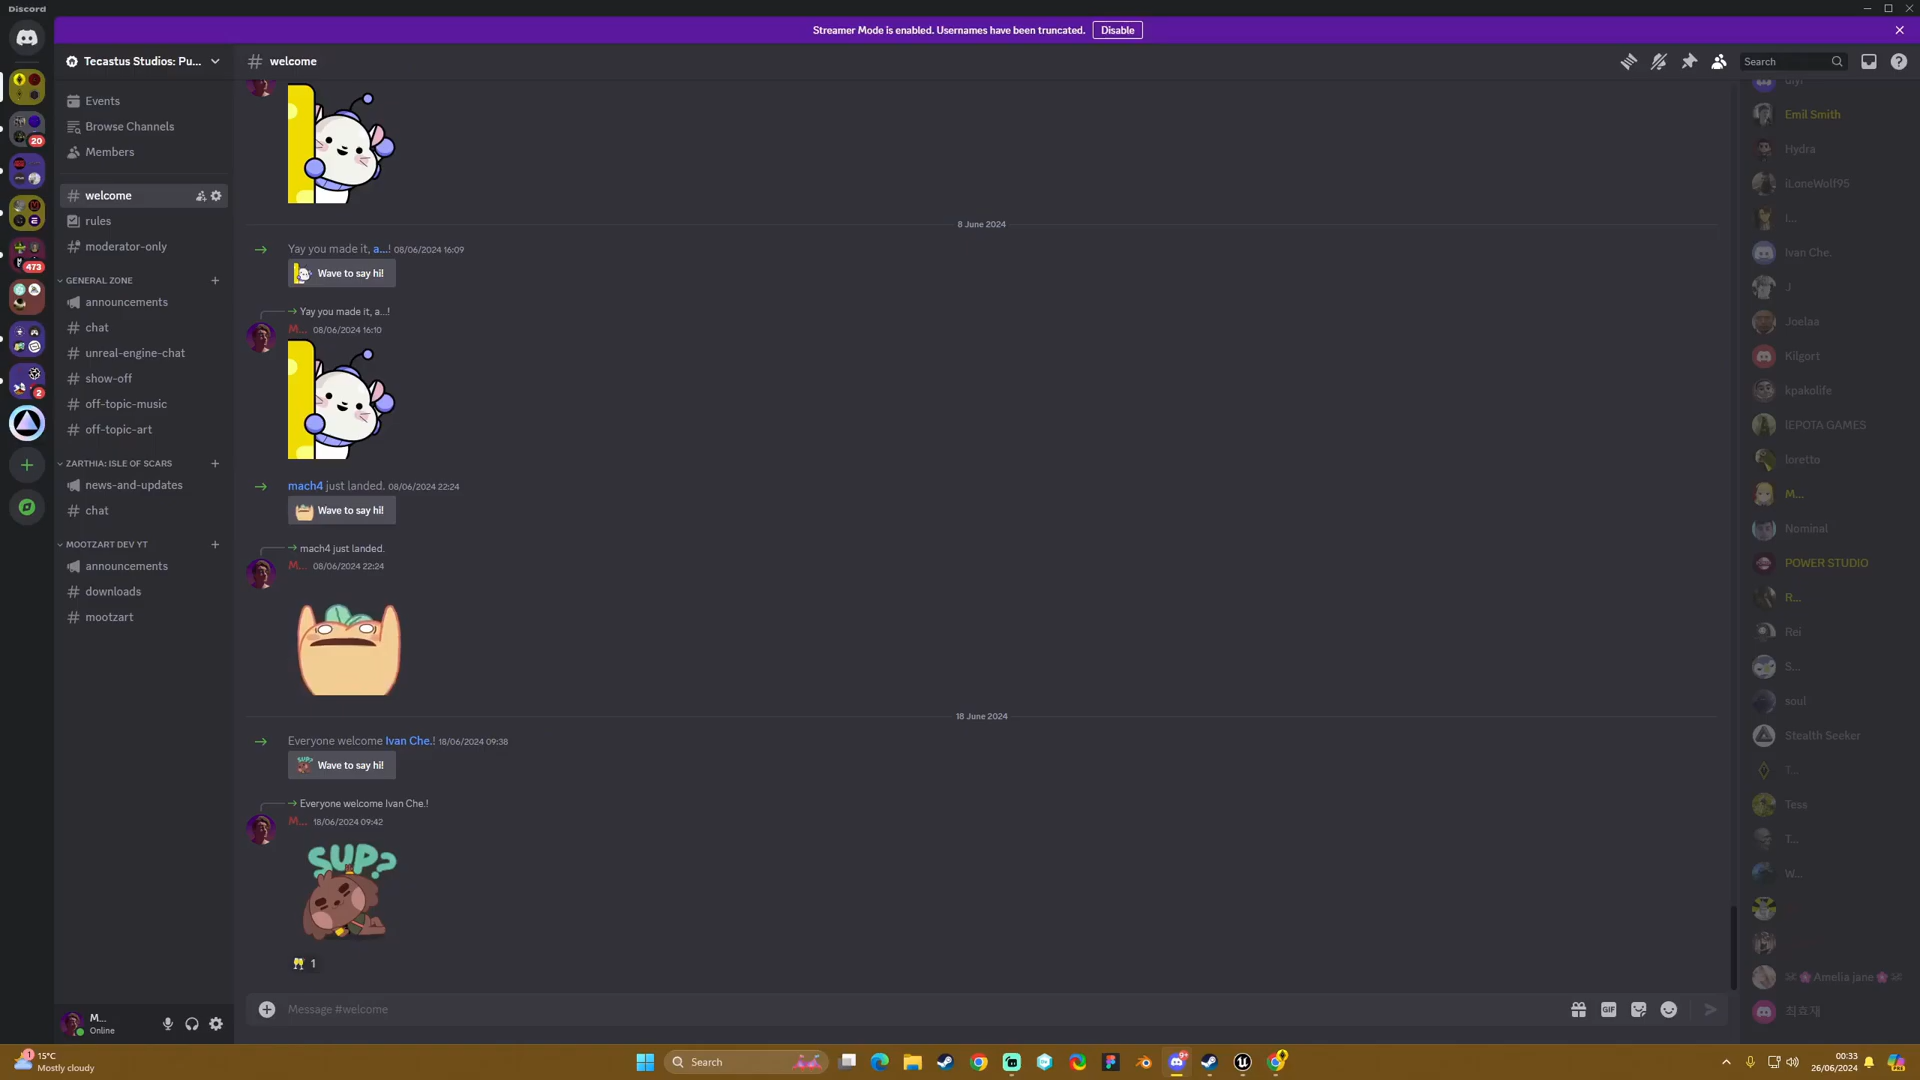 Discord
Streamer Mode is enabled. Usernames have been truncated. Disable
Tecastus Studios: Pu...
welcome
Search
Events
Browse Channels
Members
welcome
rules
moderator-only
GENERAL ZONE
announcements
chat
unreal-engine-chat
show-off
off-topic-music
off-topic-art
ZARTHIA: ISLE OF SCARS
news-and-updates
chat
MOOTZART DEV YT
announcements
downloads
mootzart
20
473
2
8 June 2024
Yay you made it, a...! 08/06/2024 16:09
Wave to say hi!
Yay you made it, a...!
M... 08/06/2024 16:10
mach4 just landed. 08/06/2024 22:24
Wave to say hi!
mach4 just landed.
M... 08/06/2024 22:24
18 June 2024
Everyone welcome Ivan Che.! 18/06/2024 09:38
Wave to say hi!
Everyone welcome Ivan Che.!
M... 18/06/2024 09:42
SUP?
1
Message #welcome
GIF
Emil Smith
Hydra
iLoneWolf95
I...
Ivan Che.
J
Joelaa
Kilgort
kpakolife
lEPOTA GAMES
loretto
M...
Nominal
POWER STUDIO
R...
Rei
S...
soul
Stealth Seeker
T...
Tess
T...
W...
Amelia jane
최효재
M...
Online
1
15°C
Mostly cloudy
Search
00:33
26/06/2024